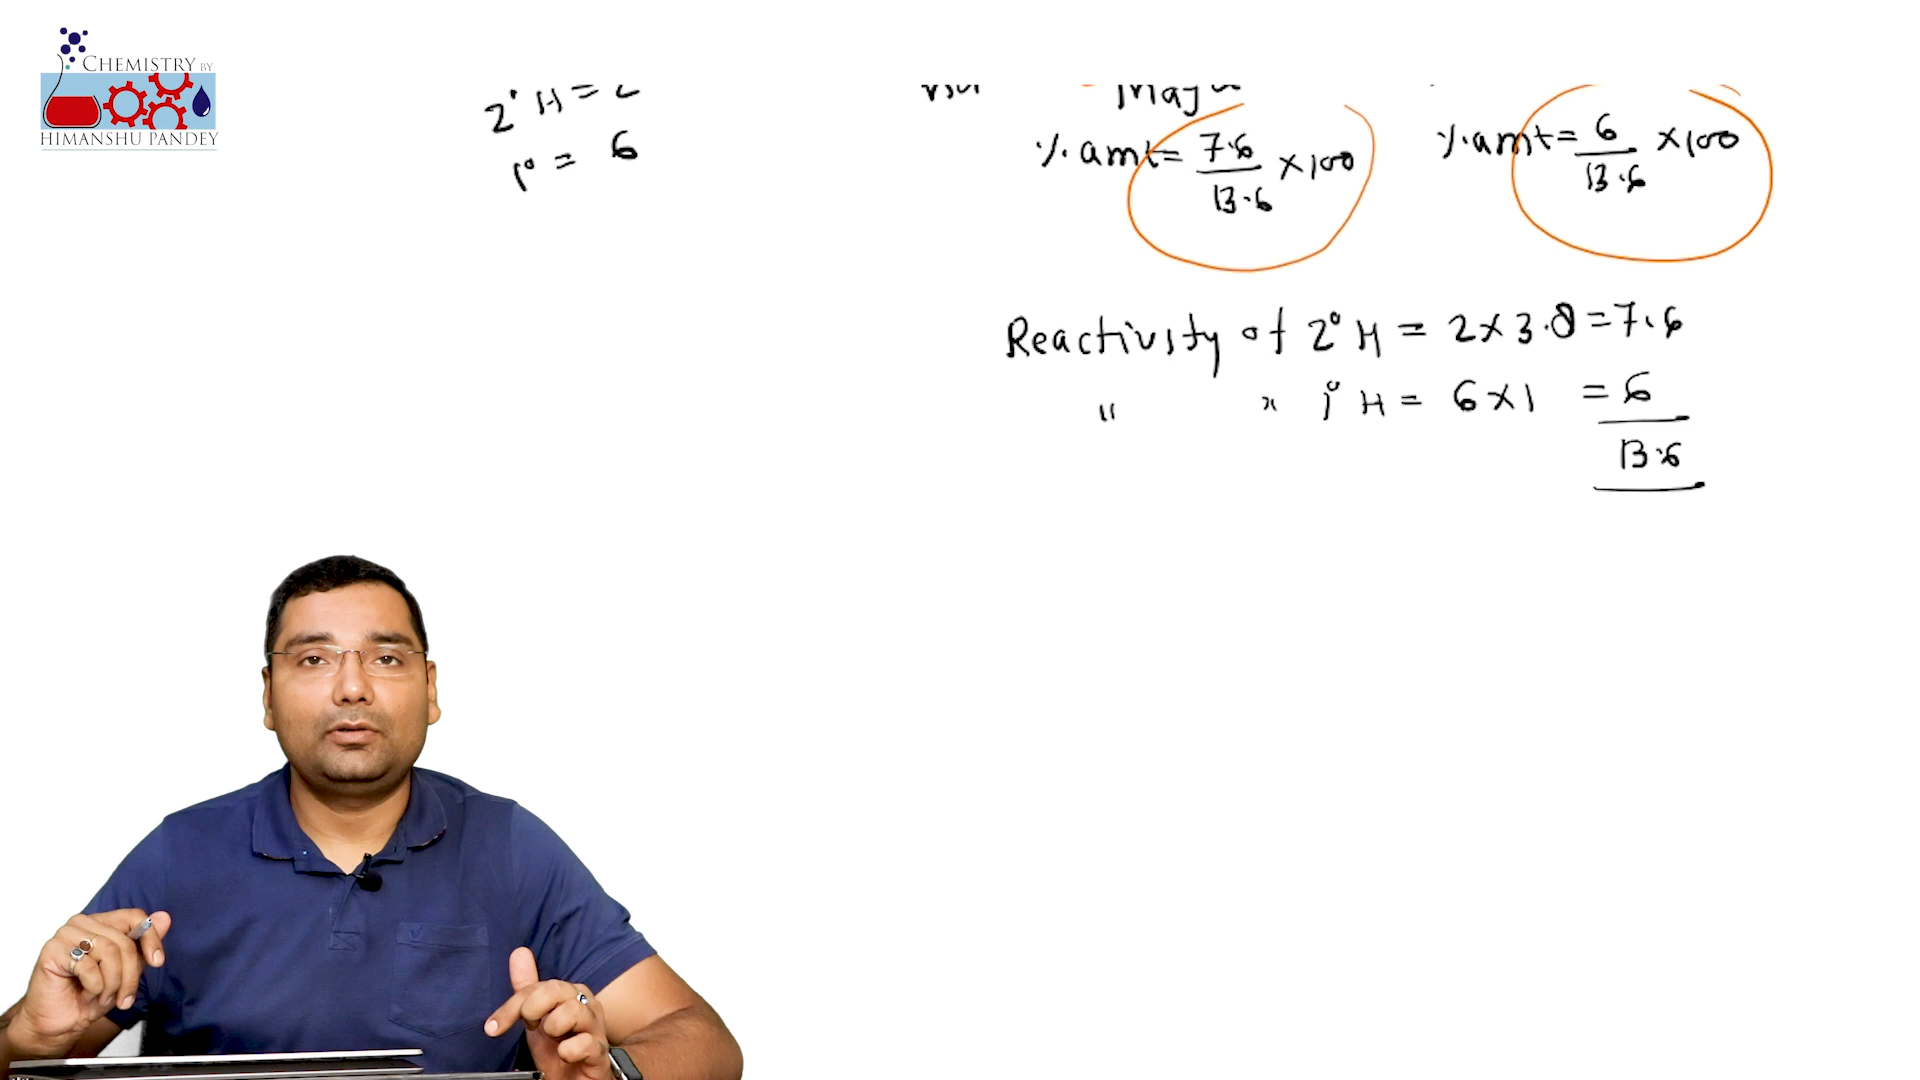 CHEMISTRY BY
HIMANSHU PANDEY
2° H = 2
1° = 6
Major
% amt = 7.6/13.6 × 100
% amt = 6/13.6 × 100
Reactivity of 2° H = 2 × 3.8 = 7.6
" " 1° H = 6 × 1 = 6
13.6